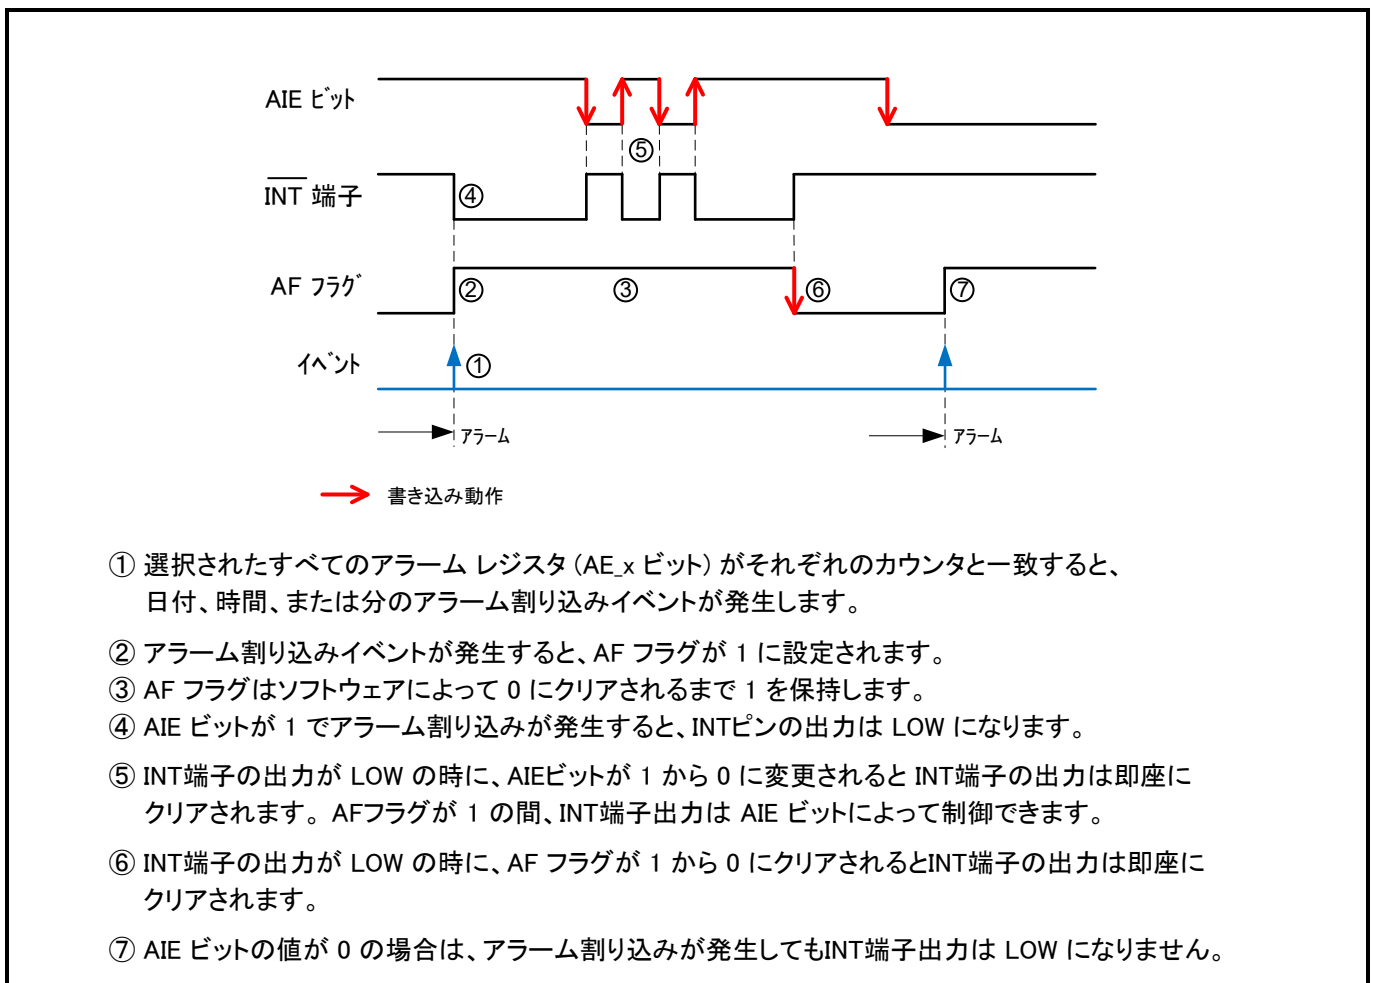 AIE ビット
⑤
INT 端子
④
AF フラグ
②
③
⑥
⑦
イベント
①
アラーム
アラーム
書き込み動作
① 選択されたすべてのアラーム レジスタ (AE_x ビット) がそれぞれのカウンタと一致すると、
日付、時間、または分のアラーム割り込みイベントが発生します。
② アラーム割り込みイベントが発生すると、AF フラグが 1 に設定されます。
③ AF フラグはソフトウェアによって 0 にクリアされるまで 1 を保持します。
④ AIE ビットが 1 でアラーム割り込みが発生すると、INTピンの出力は LOW になります。
⑤ INT端子の出力が LOW の時に、AIEビットが 1 から 0 に変更されると INT端子の出力は即座に
クリアされます。AFフラグが 1 の間、INT端子出力は AIE ビットによって制御できます。
⑥ INT端子の出力が LOW の時に、AF フラグが 1 から 0 にクリアされるとINT端子の出力は即座に
クリアされます。
⑦ AIE ビットの値が 0 の場合は、アラーム割り込みが発生してもINT端子出力は LOW になりません。